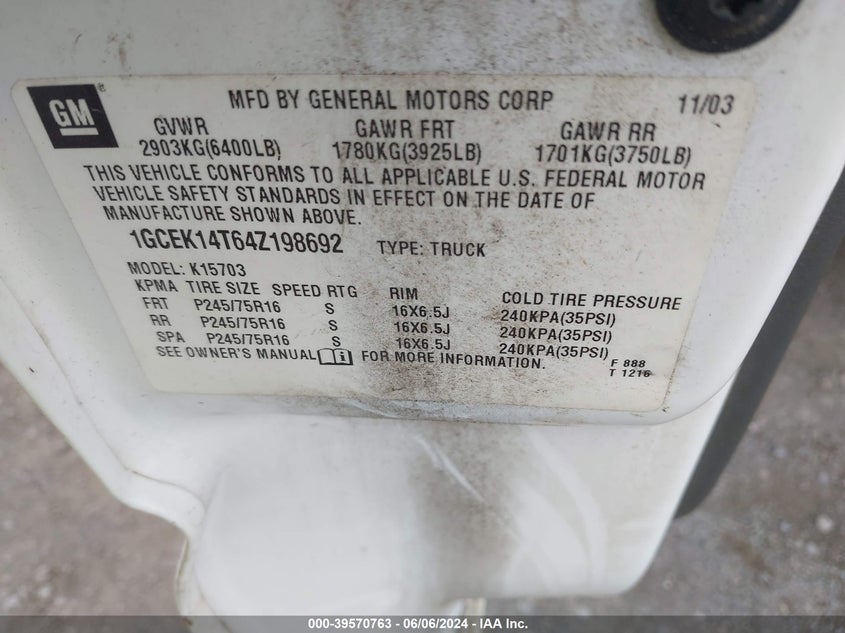 GM ®
MFD BY GENERAL MOTORS CORP 11/03
GVWR GAWR FRT GAWR RR
2903KG(6400LB) 1780KG(3925LB) 1701KG(3750LB)
THIS VEHICLE CONFORMS TO ALL APPLICABLE U.S. FEDERAL MOTOR
VEHICLE SAFETY STANDARDS IN EFFECT ON THE DATE OF
MANUFACTURE SHOWN ABOVE.
1GCEK14T64Z198692 TYPE: TRUCK
MODEL: K15703
KPMA TIRE SIZE SPEED RTG RIM COLD TIRE PRESSURE
FRT P245/75R16 S 16X6.5J 240KPA(35PSI)
RR P245/75R16 S 16X6.5J 240KPA(35PSI)
SPA P245/75R16 S 16X6.5J 240KPA(35PSI)
SEE OWNER'S MANUAL i FOR MORE INFORMATION.
F 888
T 1216
000-39570763 - 06/06/2024 - IAA Inc.